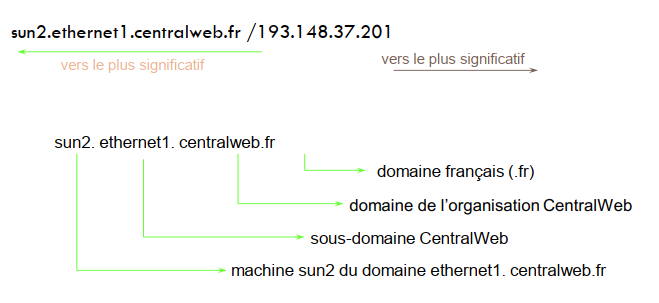 sun2.ethernet1.centralweb.fr /193.148.37.201
vers le plus significatif
vers le plus significatif
sun2. ethernet1. centralweb.fr
domaine français (.fr)
domaine de l'organisation CentralWeb
sous-domaine CentralWeb
machine sun2 du domaine ethernet1. centralweb.fr